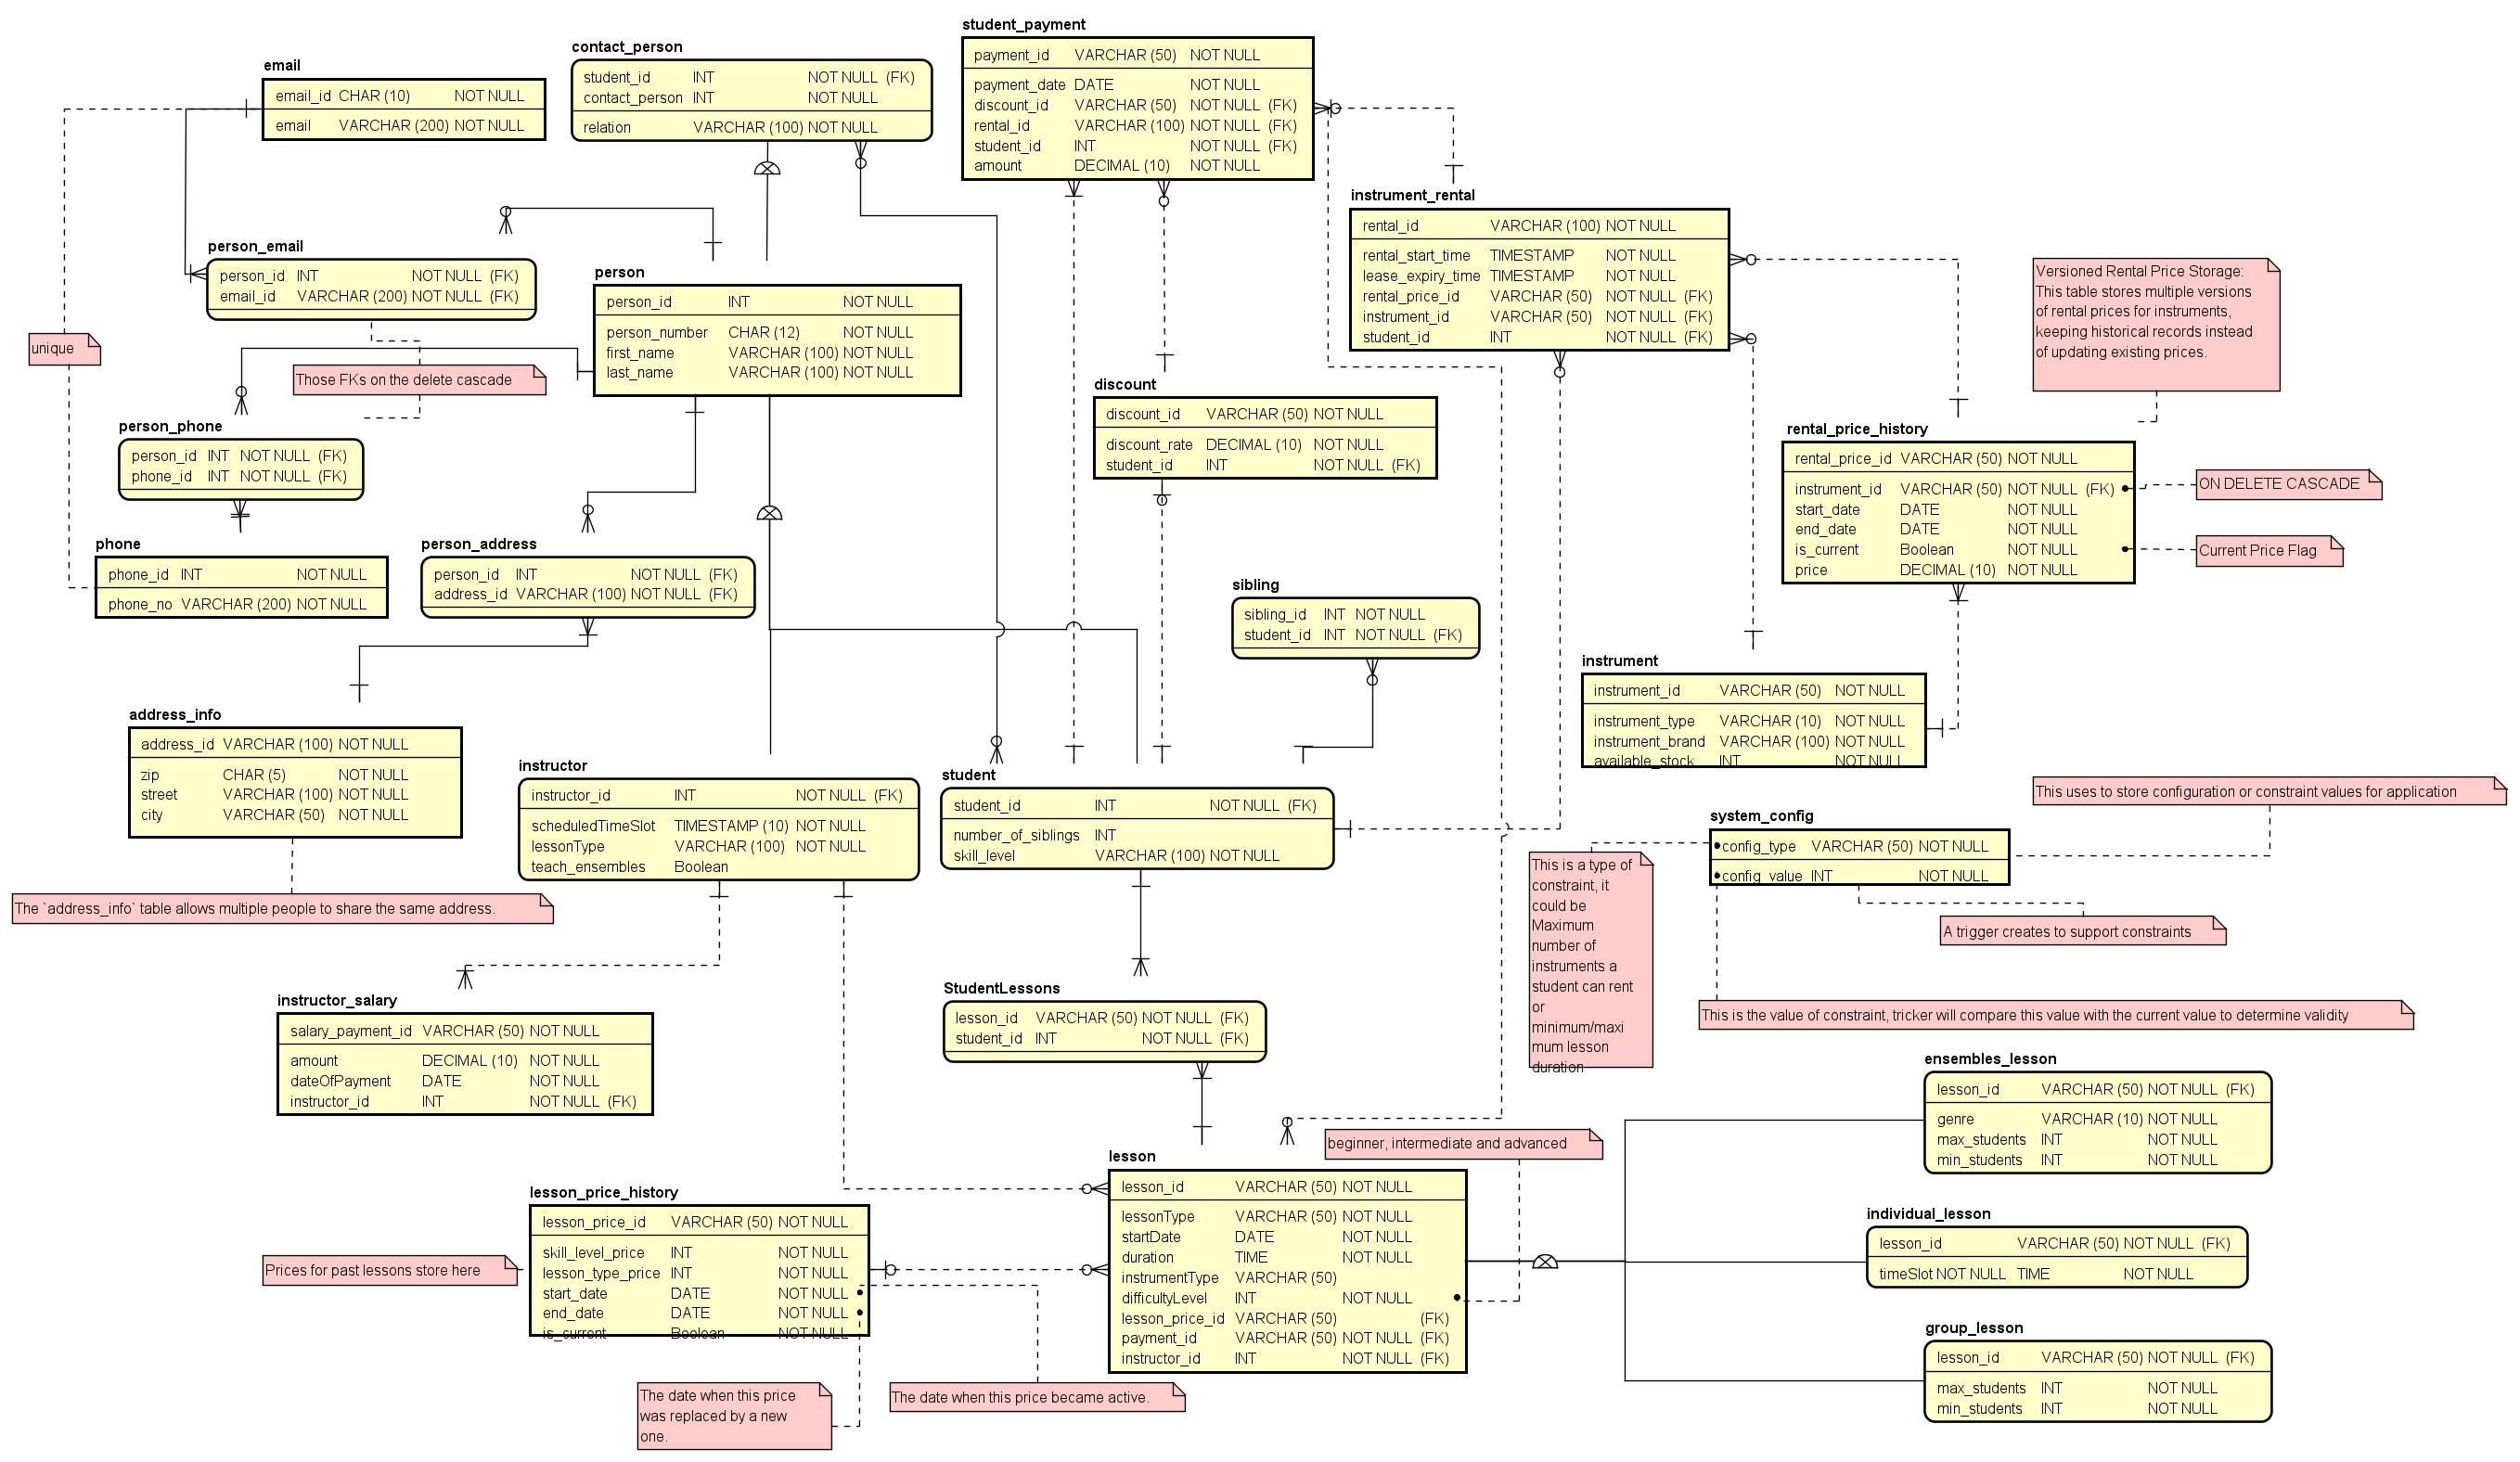 email
email_id CHAR (10) NOT NULL
email VARCHAR (200) NOT NULL
contact_person
student_id INT NOT NULL (FK)
contact_person INT NOT NULL
relation VARCHAR (100) NOT NULL
student_payment
payment_id VARCHAR (50) NOT NULL
payment_date DATE NOT NULL
discount_id VARCHAR (50) NOT NULL (FK)
rental_id VARCHAR (100) NOT NULL (FK)
student_id INT NOT NULL (FK)
amount DECIMAL (10) NOT NULL
instrument_rental
rental_id VARCHAR (100) NOT NULL
rental_start_time TIMESTAMP NOT NULL
lease_expiry_time TIMESTAMP NOT NULL
rental_price_id VARCHAR (50) NOT NULL (FK)
instrument_id VARCHAR (50) NOT NULL (FK)
student_id INT NOT NULL (FK)
Versioned Rental Price Storage:
This table stores multiple versions
of rental prices for instruments,
keeping historical records instead
of updating existing prices.
person_email
person_id INT NOT NULL (FK)
email_id VARCHAR (200) NOT NULL (FK)
person
person_id INT NOT NULL
person_number CHAR (12) NOT NULL
first_name VARCHAR (100) NOT NULL
last_name VARCHAR (100) NOT NULL
unique
Those FKs on the delete cascade
discount
discount_id VARCHAR (50) NOT NULL
discount_rate DECIMAL (10) NOT NULL
student_id INT NOT NULL (FK)
person_phone
person_id INT NOT NULL (FK)
phone_id INT NOT NULL (FK)
rental_price_history
rental_price_id VARCHAR (50) NOT NULL
instrument_id VARCHAR (50) NOT NULL (FK)
start_date DATE NOT NULL
end_date DATE NOT NULL
is_current Boolean NOT NULL
price DECIMAL (10) NOT NULL
ON DELETE CASCADE
Current Price Flag
phone
phone_id INT NOT NULL
phone_no VARCHAR (200) NOT NULL
person_address
person_id INT NOT NULL (FK)
address_id VARCHAR (100) NOT NULL (FK)
sibling
sibling_id INT NOT NULL
student_id INT NOT NULL (FK)
instrument
instrument_id VARCHAR (50) NOT NULL
instrument_type VARCHAR (10) NOT NULL
instrument_brand VARCHAR (100) NOT NULL
available_stock INT NOT NULL
address_info
address_id VARCHAR (100) NOT NULL
zip CHAR (5) NOT NULL
street VARCHAR (100) NOT NULL
city VARCHAR (50) NOT NULL
The `address_info` table allows multiple people to share the same address.
instructor
instructor_id INT NOT NULL (FK)
scheduledTimeSlot TIMESTAMP (10) NOT NULL
lessonType VARCHAR (100) NOT NULL
teach_ensembles Boolean
student
student_id INT NOT NULL (FK)
number_of_siblings INT
skill_level VARCHAR (100) NOT NULL
This uses to store configuration or constraint values for application
system_config
config_type VARCHAR (50) NOT NULL
config_value INT NOT NULL
This is a type of
constraint, it
could be
Maximum
number of
instruments a
student can rent
or
minimum/maxi
mum lesson
duration
A trigger creates to support constraints
This is the value of constraint, tricker will compare this value with the current value to determine validity
instructor_salary
salary_payment_id VARCHAR (50) NOT NULL
amount DECIMAL (10) NOT NULL
dateOfPayment DATE NOT NULL
instructor_id INT NOT NULL (FK)
StudentLessons
lesson_id VARCHAR (50) NOT NULL (FK)
student_id INT NOT NULL (FK)
ensembles_lesson
lesson_id VARCHAR (50) NOT NULL (FK)
genre VARCHAR (10) NOT NULL
max_students INT NOT NULL
min_students INT NOT NULL
beginner, intermediate and advanced
lesson
lesson_id VARCHAR (50) NOT NULL
lessonType VARCHAR (50) NOT NULL
startDate DATE NOT NULL
duration TIME NOT NULL
instrumentType VARCHAR (50)
difficultyLevel INT NOT NULL
lesson_price_id VARCHAR (50) (FK)
payment_id VARCHAR (50) NOT NULL (FK)
instructor_id INT NOT NULL (FK)
lesson_price_history
lesson_price_id VARCHAR (50) NOT NULL
skill_level_price INT NOT NULL
lesson_type_price INT NOT NULL
start_date DATE NOT NULL
end_date DATE NOT NULL
is_current Boolean NOT NULL
Prices for past lessons store here
individual_lesson
lesson_id VARCHAR (50) NOT NULL (FK)
timeSlot NOT NULL TIME NOT NULL
group_lesson
lesson_id VARCHAR (50) NOT NULL (FK)
max_students INT NOT NULL
min_students INT NOT NULL
The date when this price
was replaced by a new
one.
The date when this price became active.